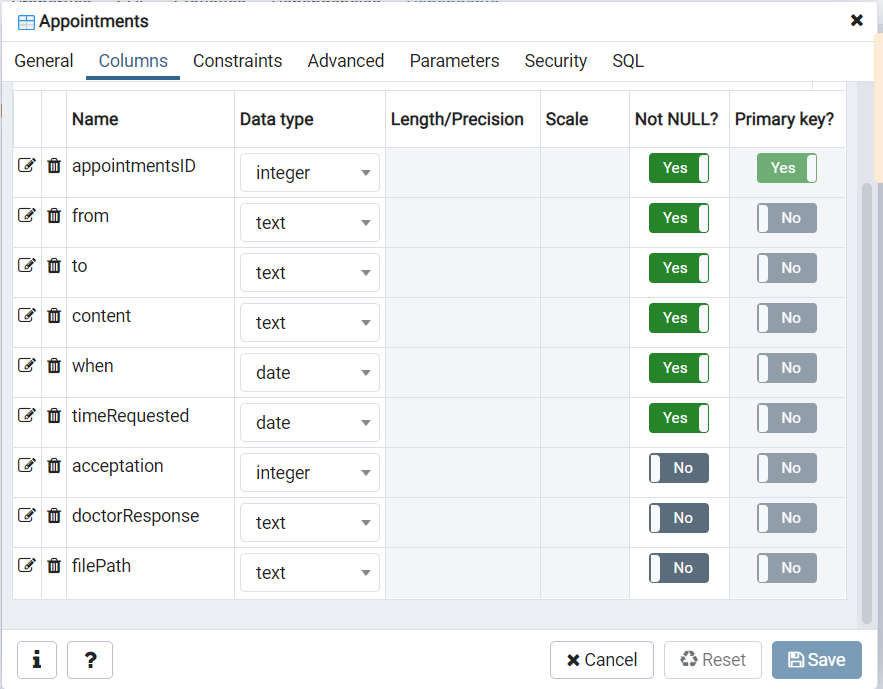 Appointments
General Columns Constraints Advanced Parameters Security SQL
Name Data type Length/Precision Scale Not NULL? Primary key?
appointmentsID integer Yes Yes
from text Yes No
to text Yes No
content text Yes No
when date Yes No
timeRequested date Yes No
acceptation integer No No
doctorResponse text No No
filePath text No No
i ? Cancel Reset Save